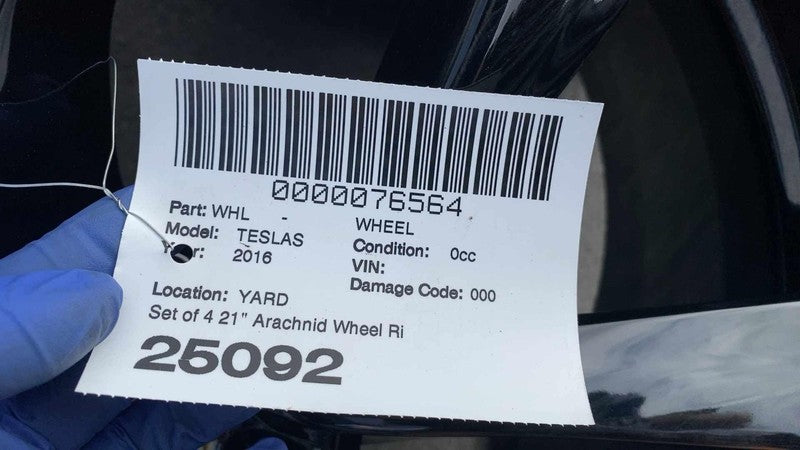 0000076564
Part: WHL - WHEEL
Model: TESLAS Condition: 0cc
Year: 2016 VIN:
Damage Code: 000
Location: YARD
Set of 4 21" Arachnid Wheel Ri
25092